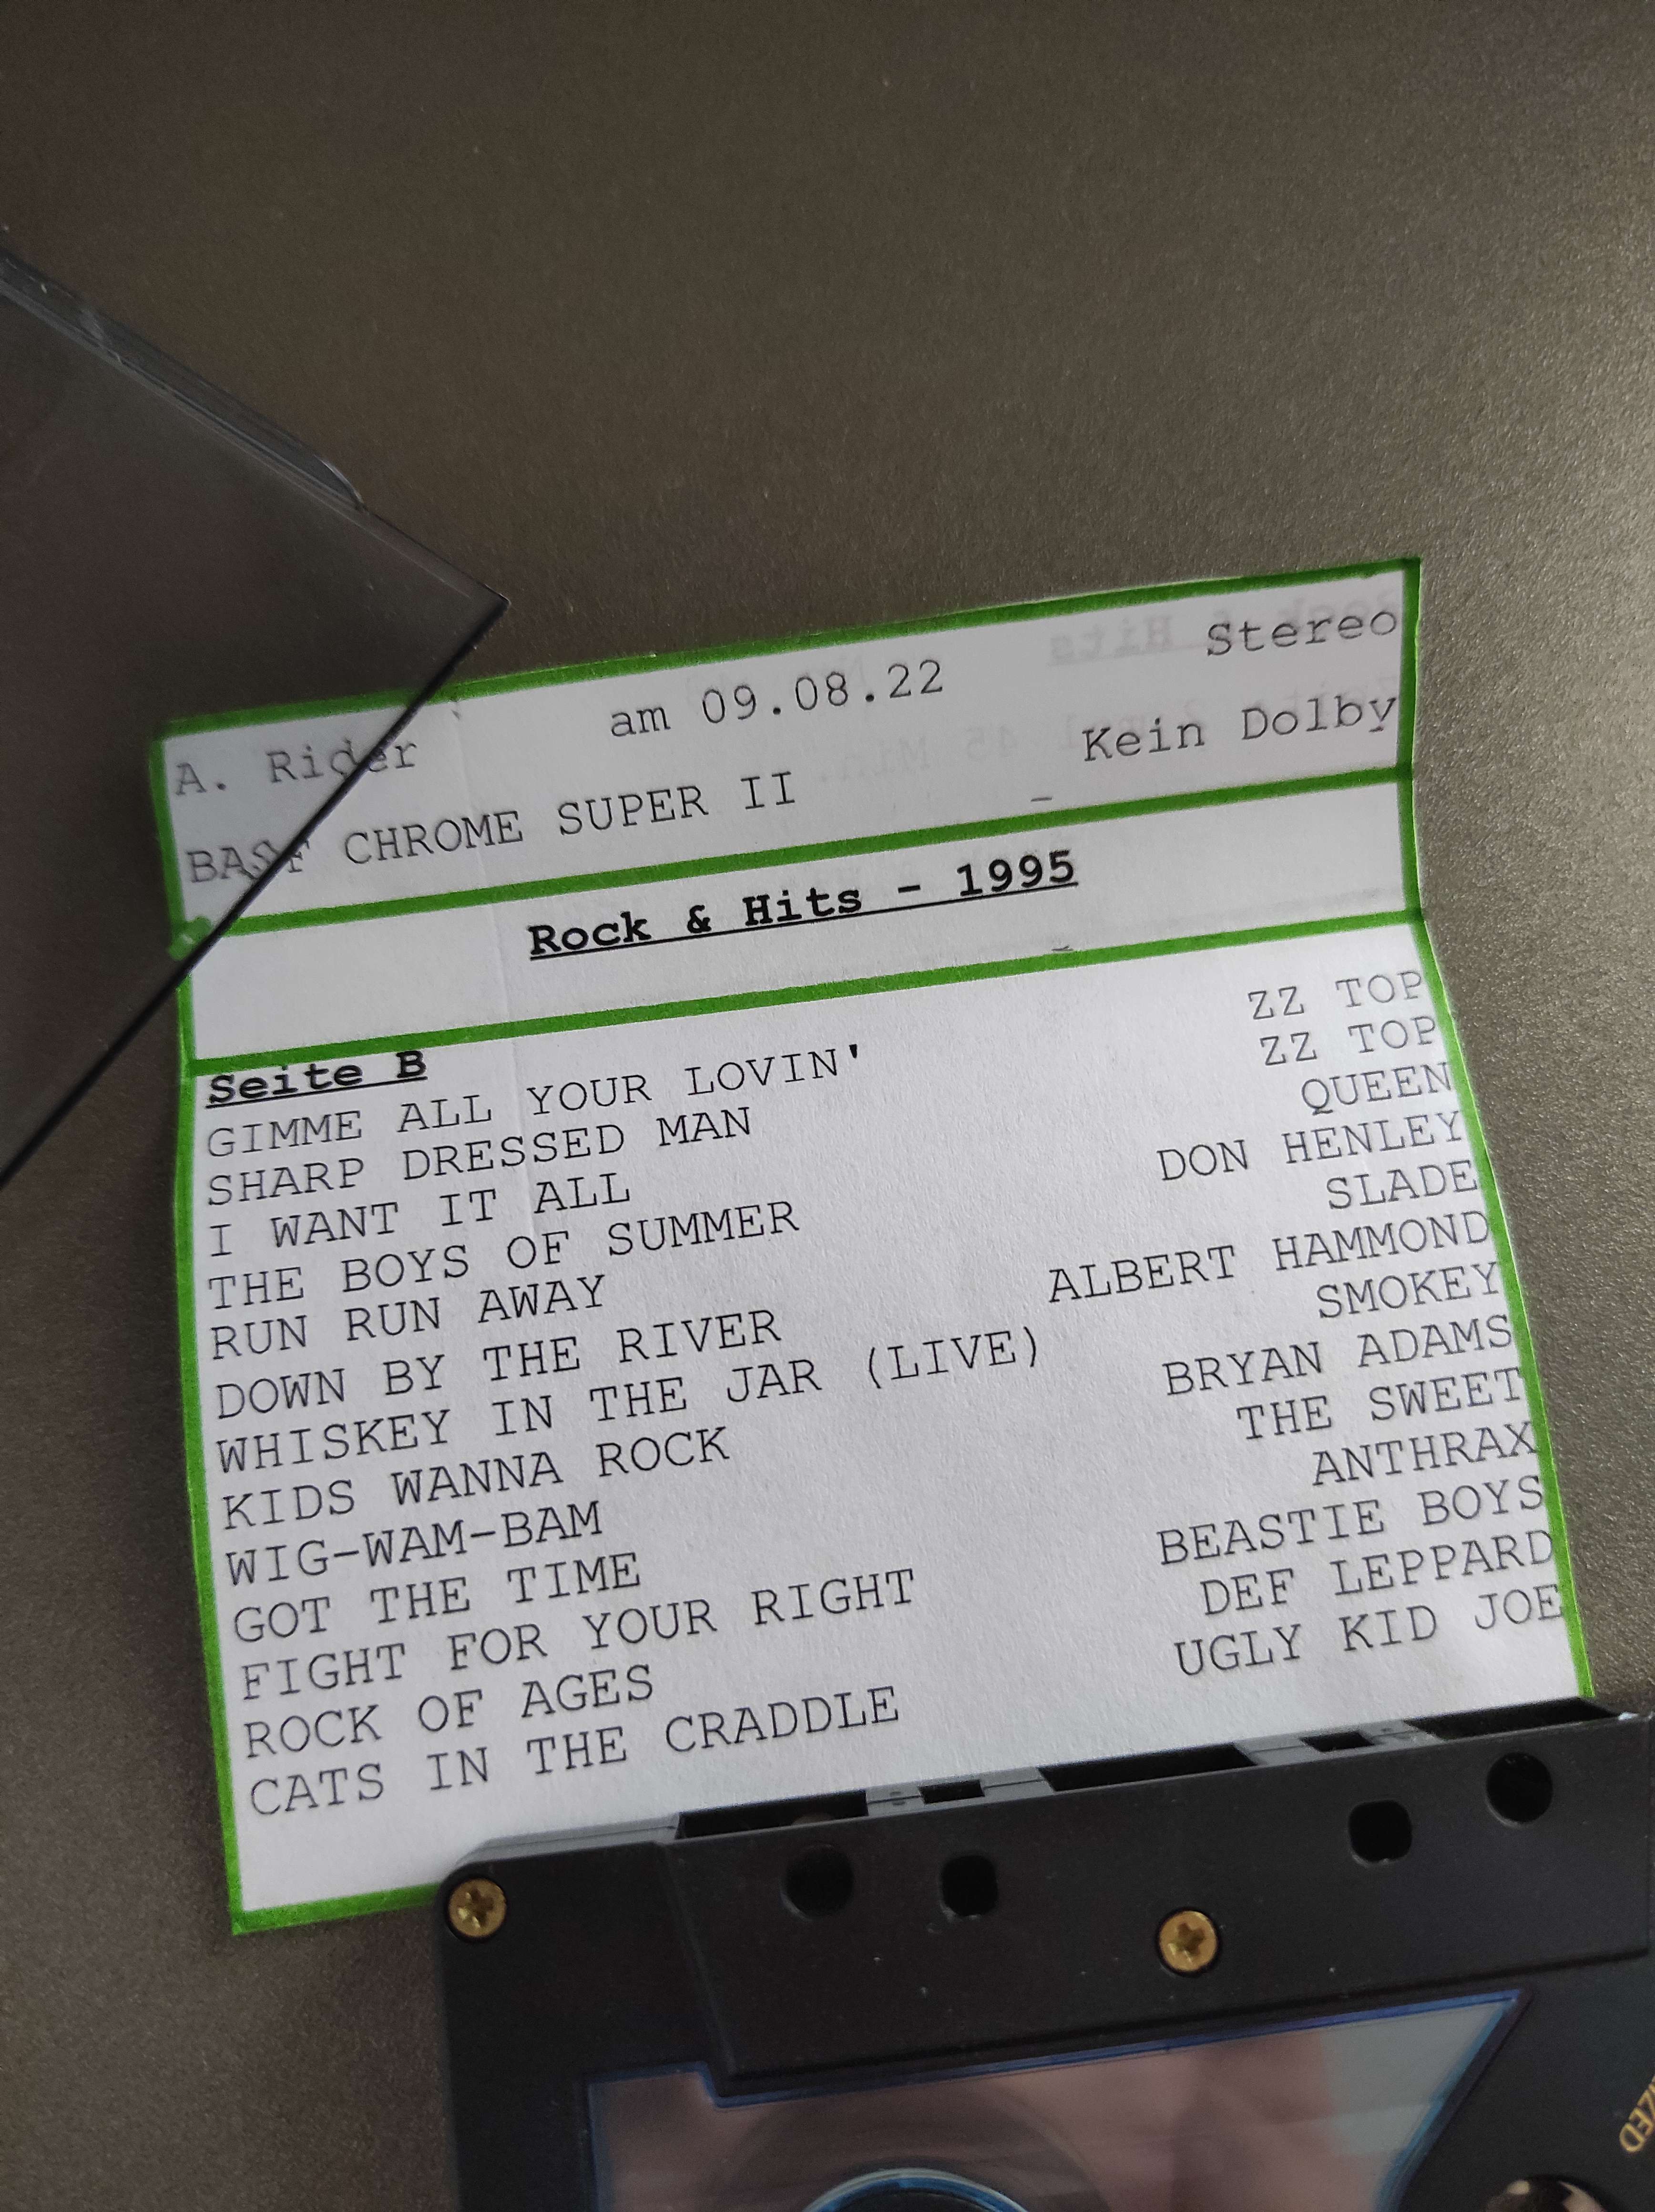 A. Rider am 09.08.22 Stereo
BASF CHROME SUPER II Kein Dolby
Rock & Hits - 1995
Seite B
GIMME ALL YOUR LOVIN' ZZ TOP
SHARP DRESSED MAN ZZ TOP
I WANT IT ALL QUEEN
THE BOYS OF SUMMER DON HENLEY
RUN RUN AWAY SLADE
DOWN BY THE RIVER ALBERT HAMMOND
WHISKEY IN THE JAR (LIVE) SMOKEY
KIDS WANNA ROCK BRYAN ADAMS
WIG-WAM-BAM THE SWEET
GOT THE TIME ANTHRAX
FIGHT FOR YOUR RIGHT BEASTIE BOYS
ROCK OF AGES DEF LEPPARD
CATS IN THE CRADDLE UGLY KID JOE